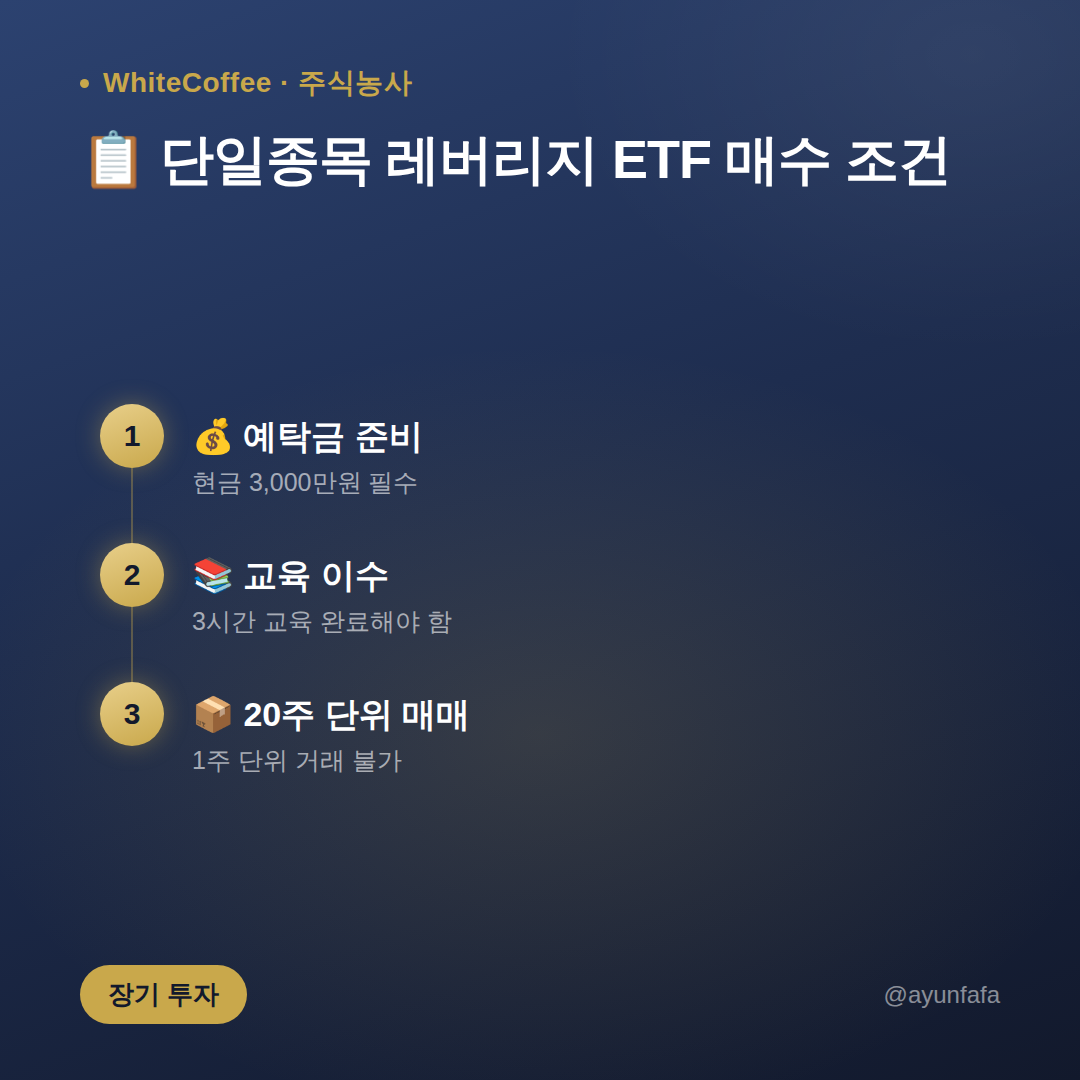 • WhiteCoffee · 주식농사
📋 단일종목 레버리지 ETF 매수 조건
1
💰 예탁금 준비
현금 3,000만원 필수
2
📚 교육 이수
3시간 교육 완료해야 함
3
📦 20주 단위 매매
1주 단위 거래 불가
장기 투자
@ayunfafa